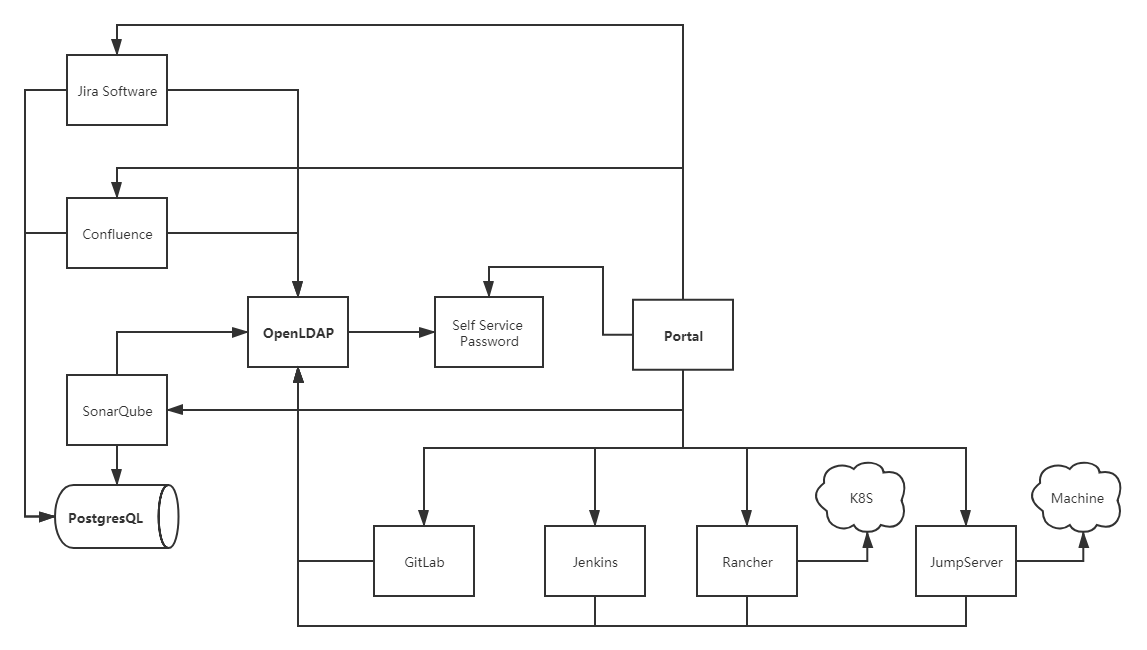 Jira Software
Confluence
OpenLDAP
Self Service
Password
Portal
SonarQube
PostgresQL
K8S
Machine
GitLab
Jenkins
Rancher
JumpServer